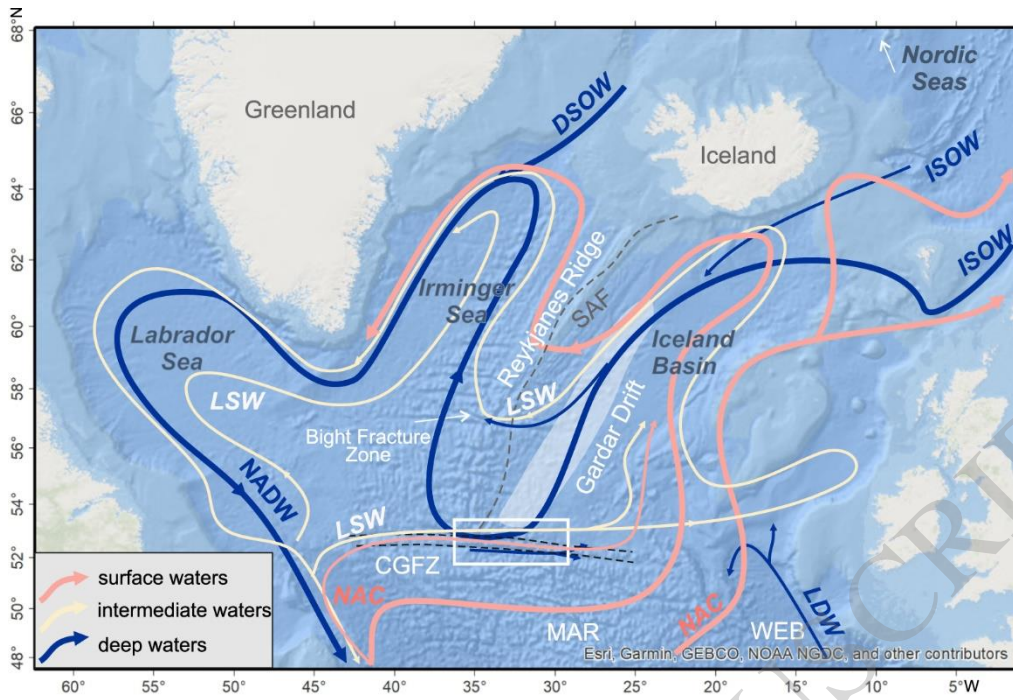 68°N
66°
64°
62°
60°
58°
56°
54°
52°
50°
48°
Nordic
Seas
Greenland
DSOW
Iceland
ISOW
ISOW
Irminger
Sea
Reykjanes Ridge
SAF
Labrador
Sea
Iceland
Basin
LSW
LSW
Bight Fracture
Zone
Gardar Drift
NADW
LSW
CGFZ
NAC
NAC
MAR
WEB
LDW
surface waters
intermediate waters
deep waters
Esri, Garmin, GEBCO, NOAA NGDC, and other contributors
60° 55° 50° 45° 40° 35° 30° 25° 20° 15° 10° 5°W